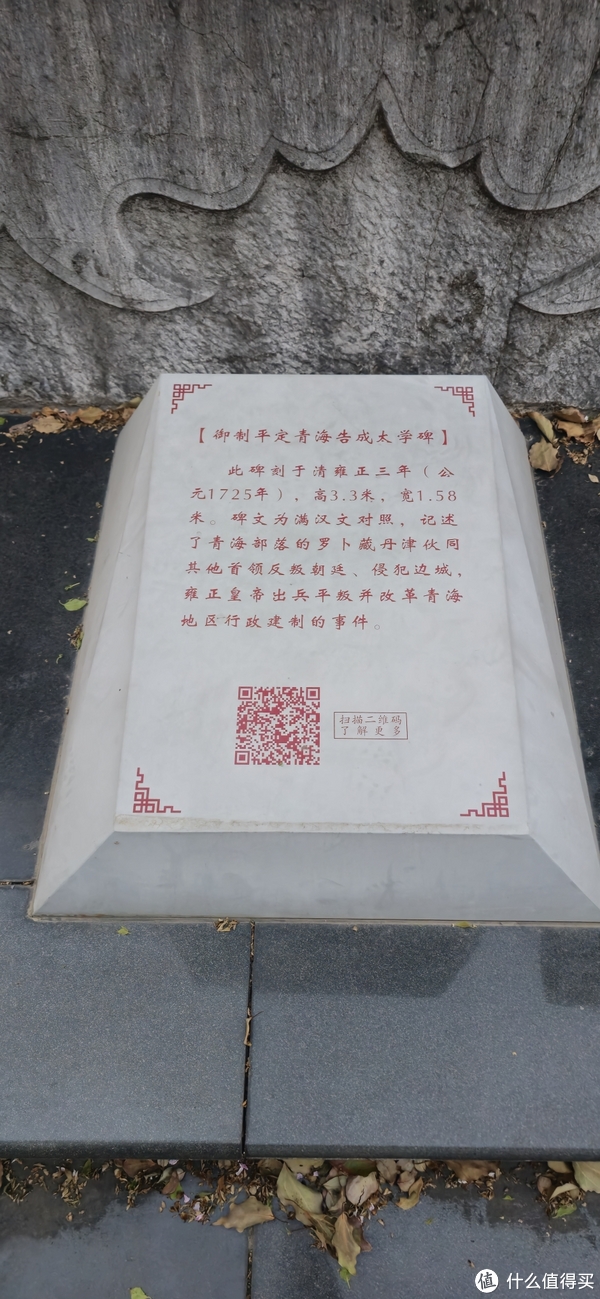 【御制平定青海告成太学碑】
此碑刻于清雍正三年（公
元1725年），高3.3米，宽1.58
米。碑文为满汉文对照，记述
了青海部落的罗卜藏丹津伙同
其他首领反叛朝廷、侵犯边城，
雍正皇帝出兵平叛并改革青海
地区行政建制的事件。
扫描二维码
了解更多
值 什么值得买